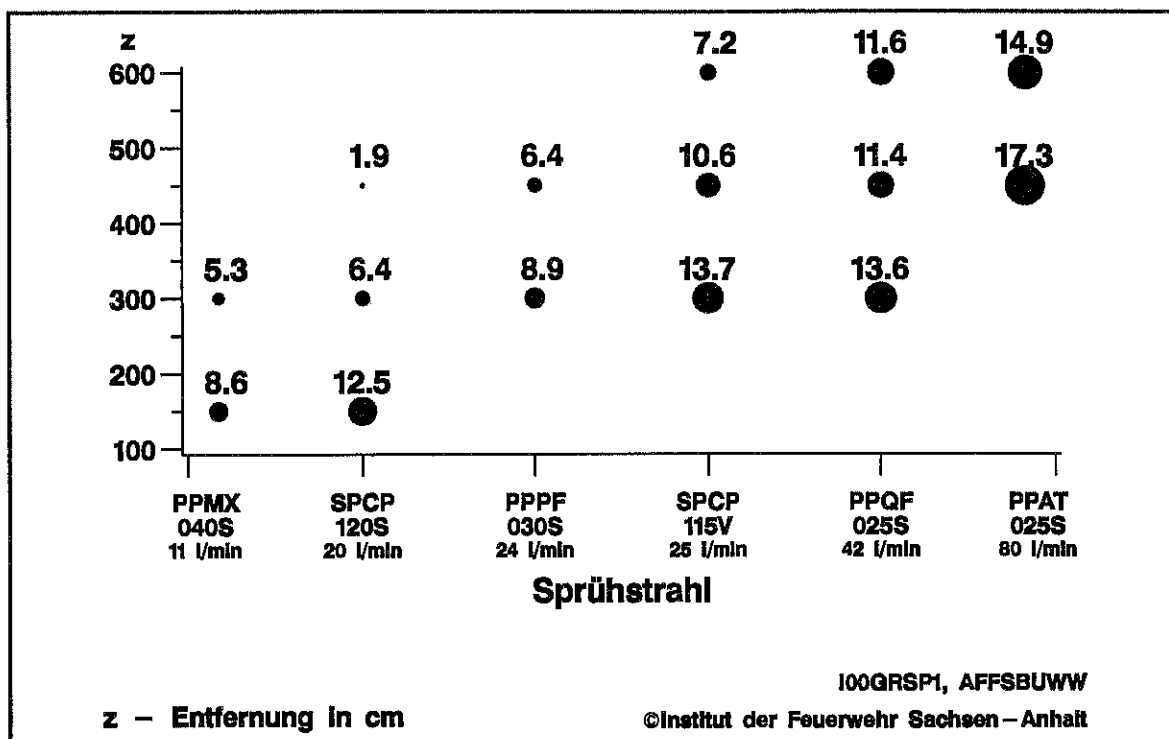 z
7.2 11.6 14.9
600
500
1.9 6.4 10.6 11.4 17.3
400
5.3 6.4 8.9 13.7 13.6
300
200
8.6 12.5
100
PPMX SPCP PPPF SPCP PPQF PPAT
040S 120S 030S 115V 025S 025S
11 l/min 20 l/min 24 l/min 25 l/min 42 l/min 80 l/min
Sprühstrahl
I00GRSP1, AFFSBUWW
z – Entfernung in cm
©Institut der Feuerwehr Sachsen–Anhalt